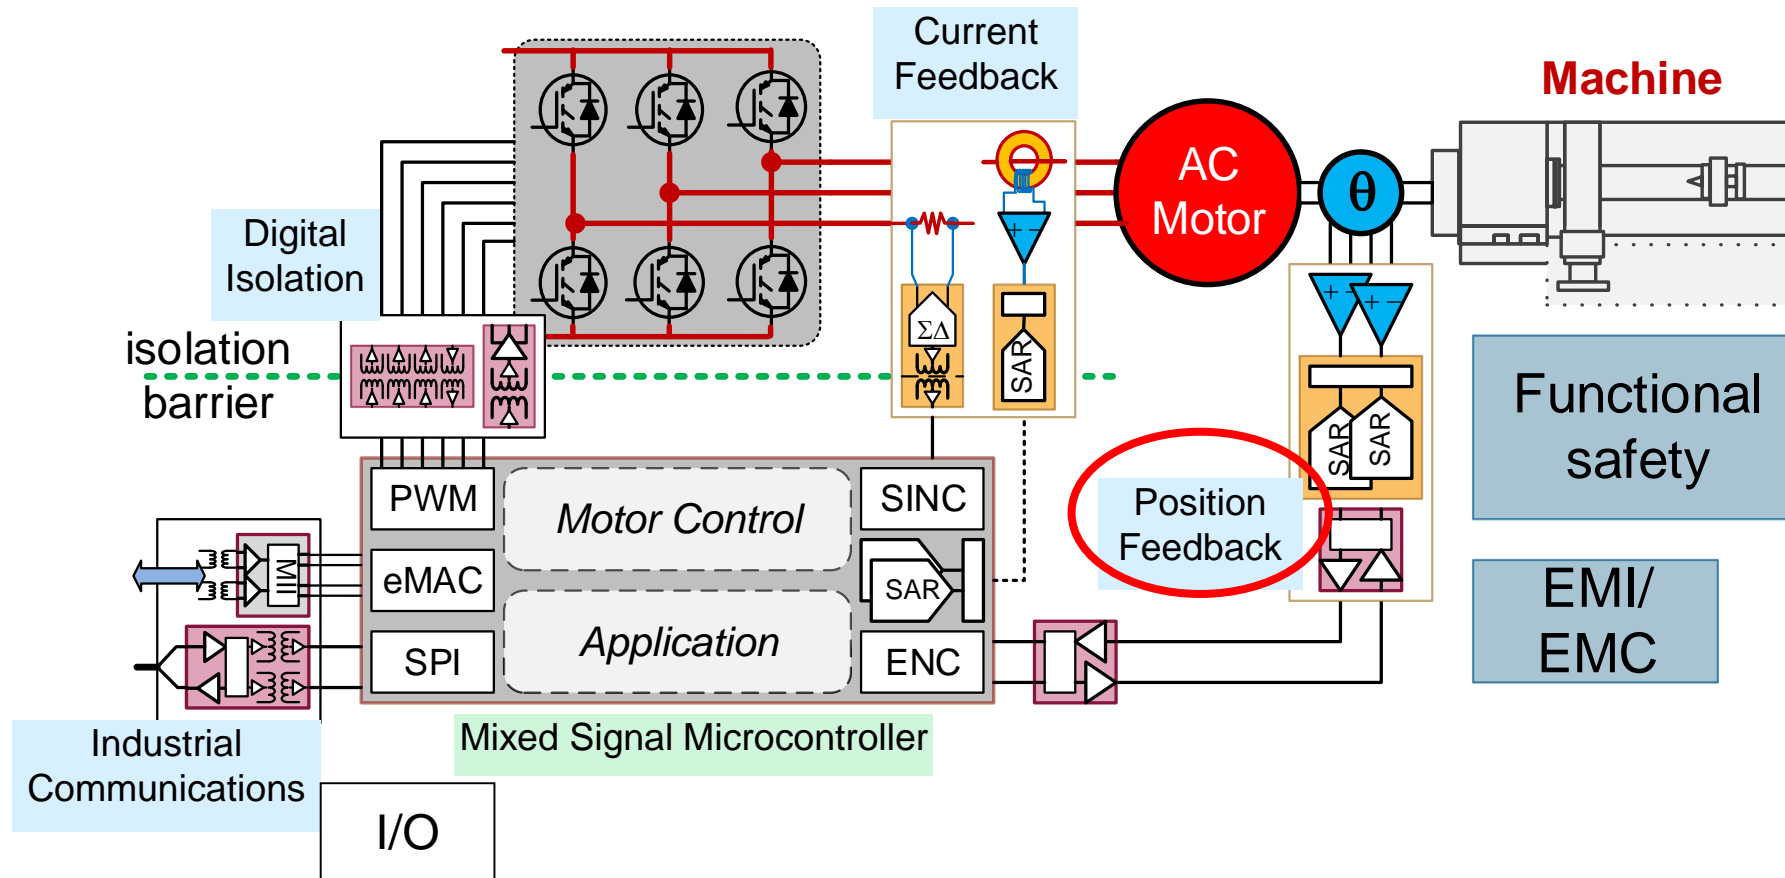 Current
Feedback
Machine
AC
Motor
θ
Digital
Isolation
+ −
+ −
+ −
isolation
barrier
ΣΔ
SAR
SAR
SAR
Functional
safety
PWM
Motor Control
SINC
Position
Feedback
MII
eMAC
SAR
EMI/
EMC
SPI
Application
ENC
Mixed Signal Microcontroller
Industrial
Communications
I/O